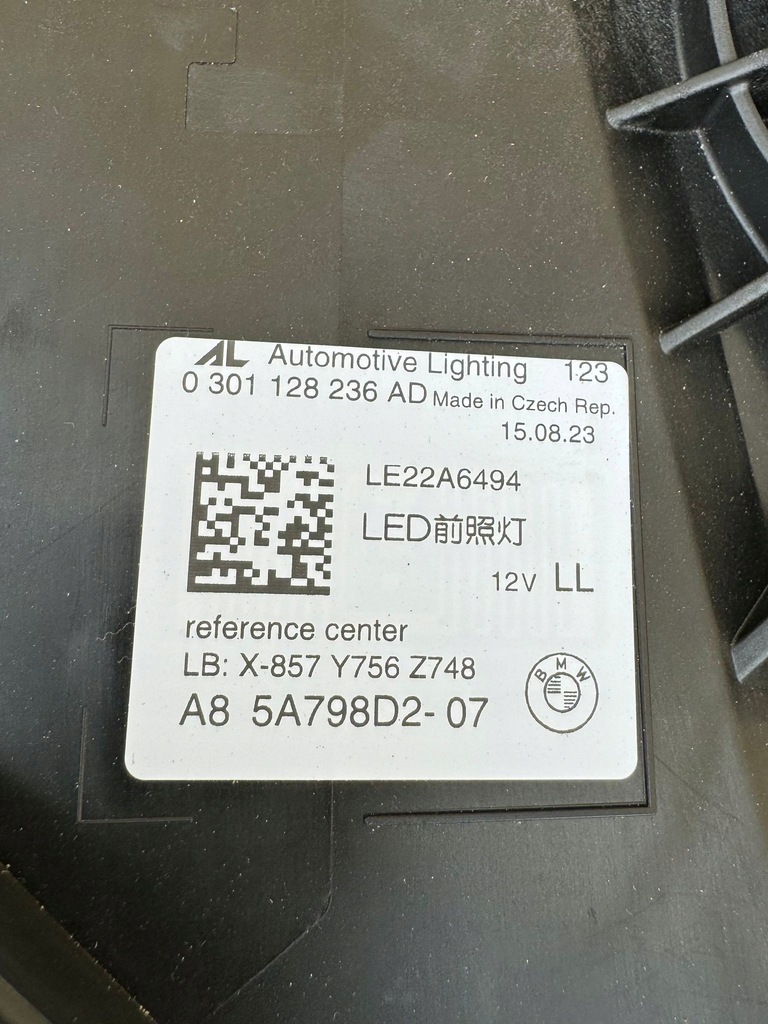 AL Automotive Lighting 123
0 301 128 236 AD Made in Czech Rep.
15.08.23
LE22A6494
LED前照灯
12V LL
reference center
LB: X-857 Y756 Z748
BMW
A8 5A798D2-07